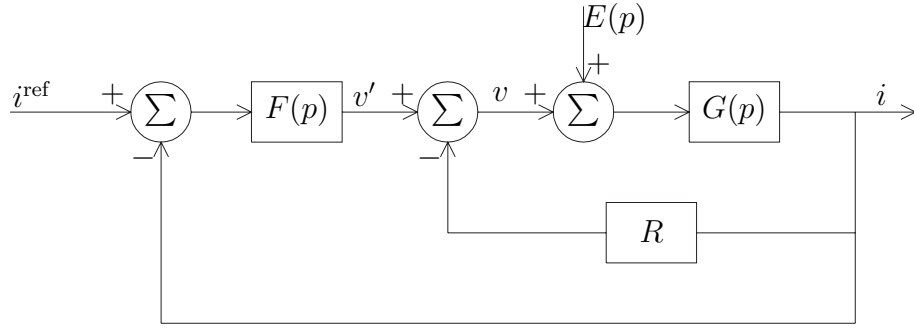 E(p)
i^ref + ∑ − F(p) v' + ∑ − v + ∑ + G(p) i
R